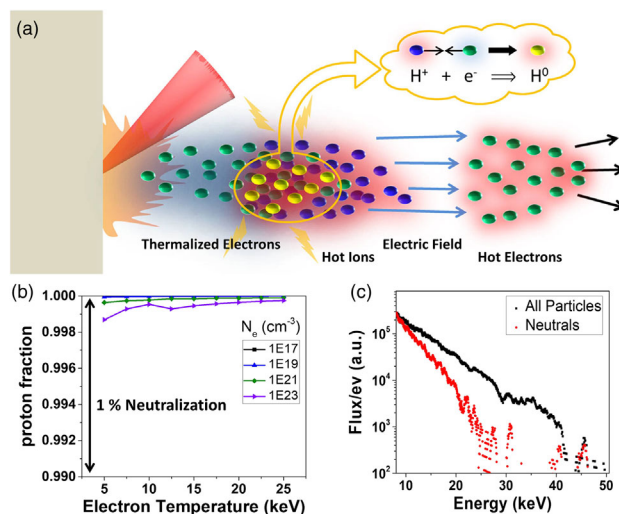 (a)
H⁺ + e⁻ ⟹ H⁰
Thermalized Electrons
Hot Ions
Electric Field
Hot Electrons
(b)
1.000
0.998
0.996
0.994
0.992
0.990
proton fraction
Nₑ (cm⁻³)
1E17
1E19
1E21
1E23
1 % Neutralization
5 10 15 20 25
Electron Temperature (keV)
(c)
All Particles
Neutrals
Flux/ev (a.u.)
10⁵
10⁴
10³
10²
10 20 30 40 50
Energy (keV)